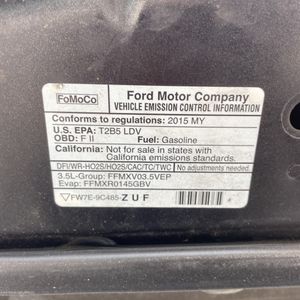 FoMoCo
Ford Motor Company
VEHICLE EMISSION CONTROL INFORMATION
Conforms to regulations: 2015 MY
U.S. EPA: T2B5 LDV
OBD: F II Fuel: Gasoline
California: Not for sale in states with
California emissions standards.
DFI/WR-HO2S/HO2S/CAC/TC/TWC No adjustments needed.
3.5L-Group: FFMXV03.5VEP
Evap: FFMXR0145GBV
FW7E-9C485- ZUF